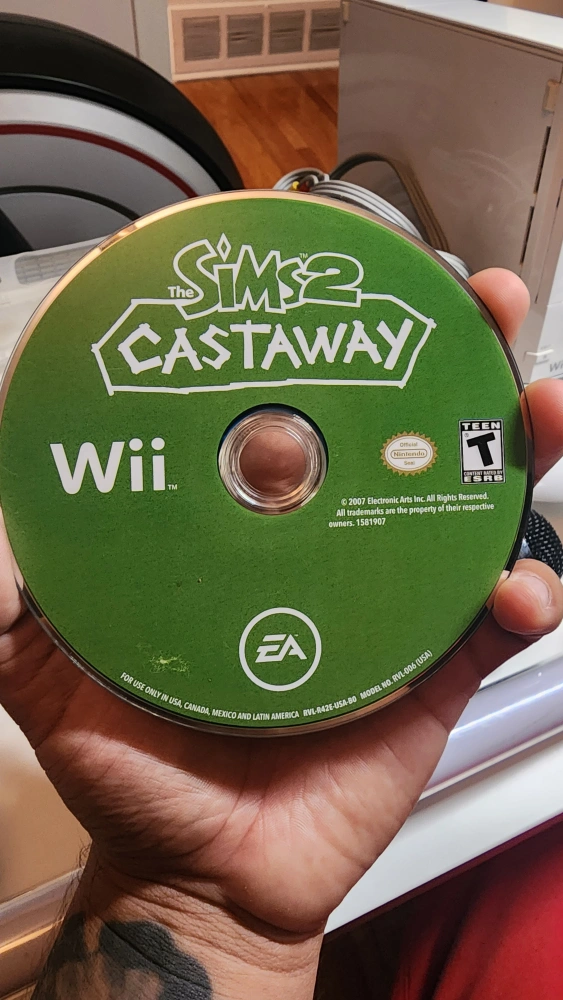 The SiMS 2™
CASTAWAY
Wii™
Official
Nintendo
Seal
TEEN
T
CONTENT RATED BY
ESRB
© 2007 Electronic Arts Inc. All Rights Reserved.
All trademarks are the property of their respective
owners. 1581907
EA
FOR USE ONLY IN USA, CANADA, MEXICO AND LATIN AMERICA RVL-R42E-USA-B0 MODEL NO. RVL-006 (USA)